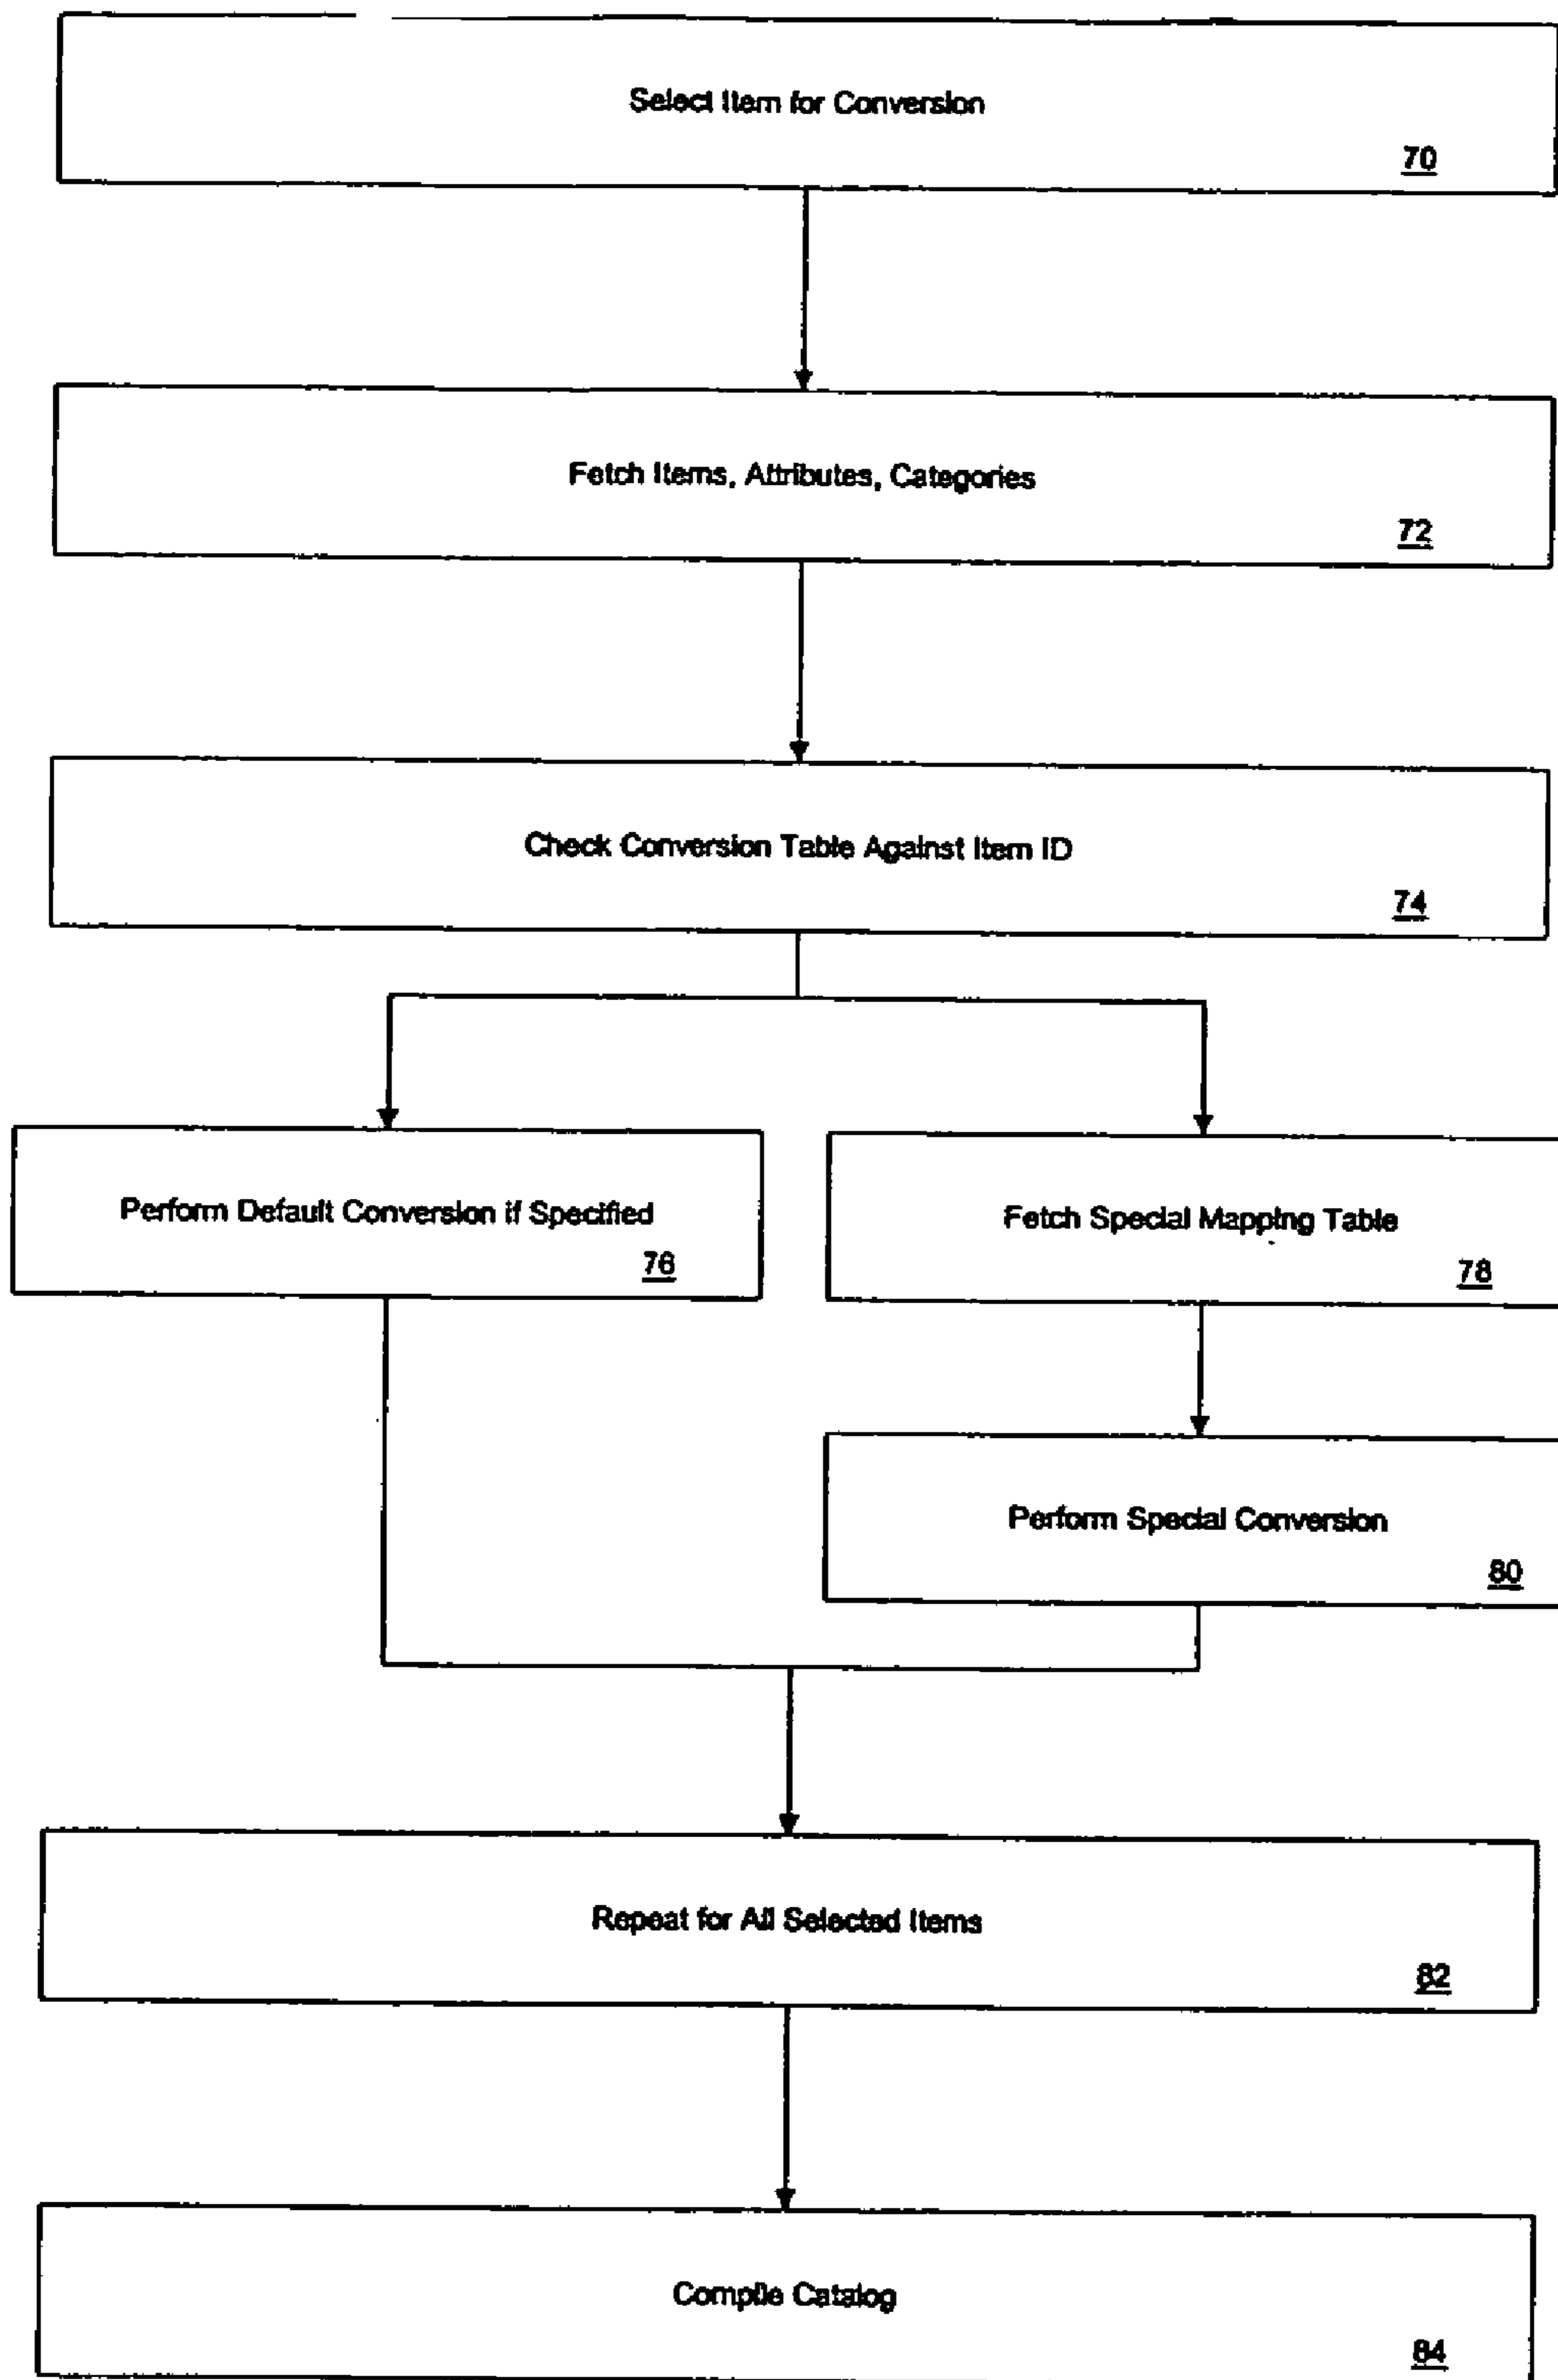 Select Item for Conversion
70
Fetch Items, Attributes, Categories
72
Check Conversion Table Against Item ID
74
Perform Default Conversion if Specified
76
Fetch Special Mapping Table
78
Perform Special Conversion
80
Repeat for All Selected Items
82
Compile Catalog
84